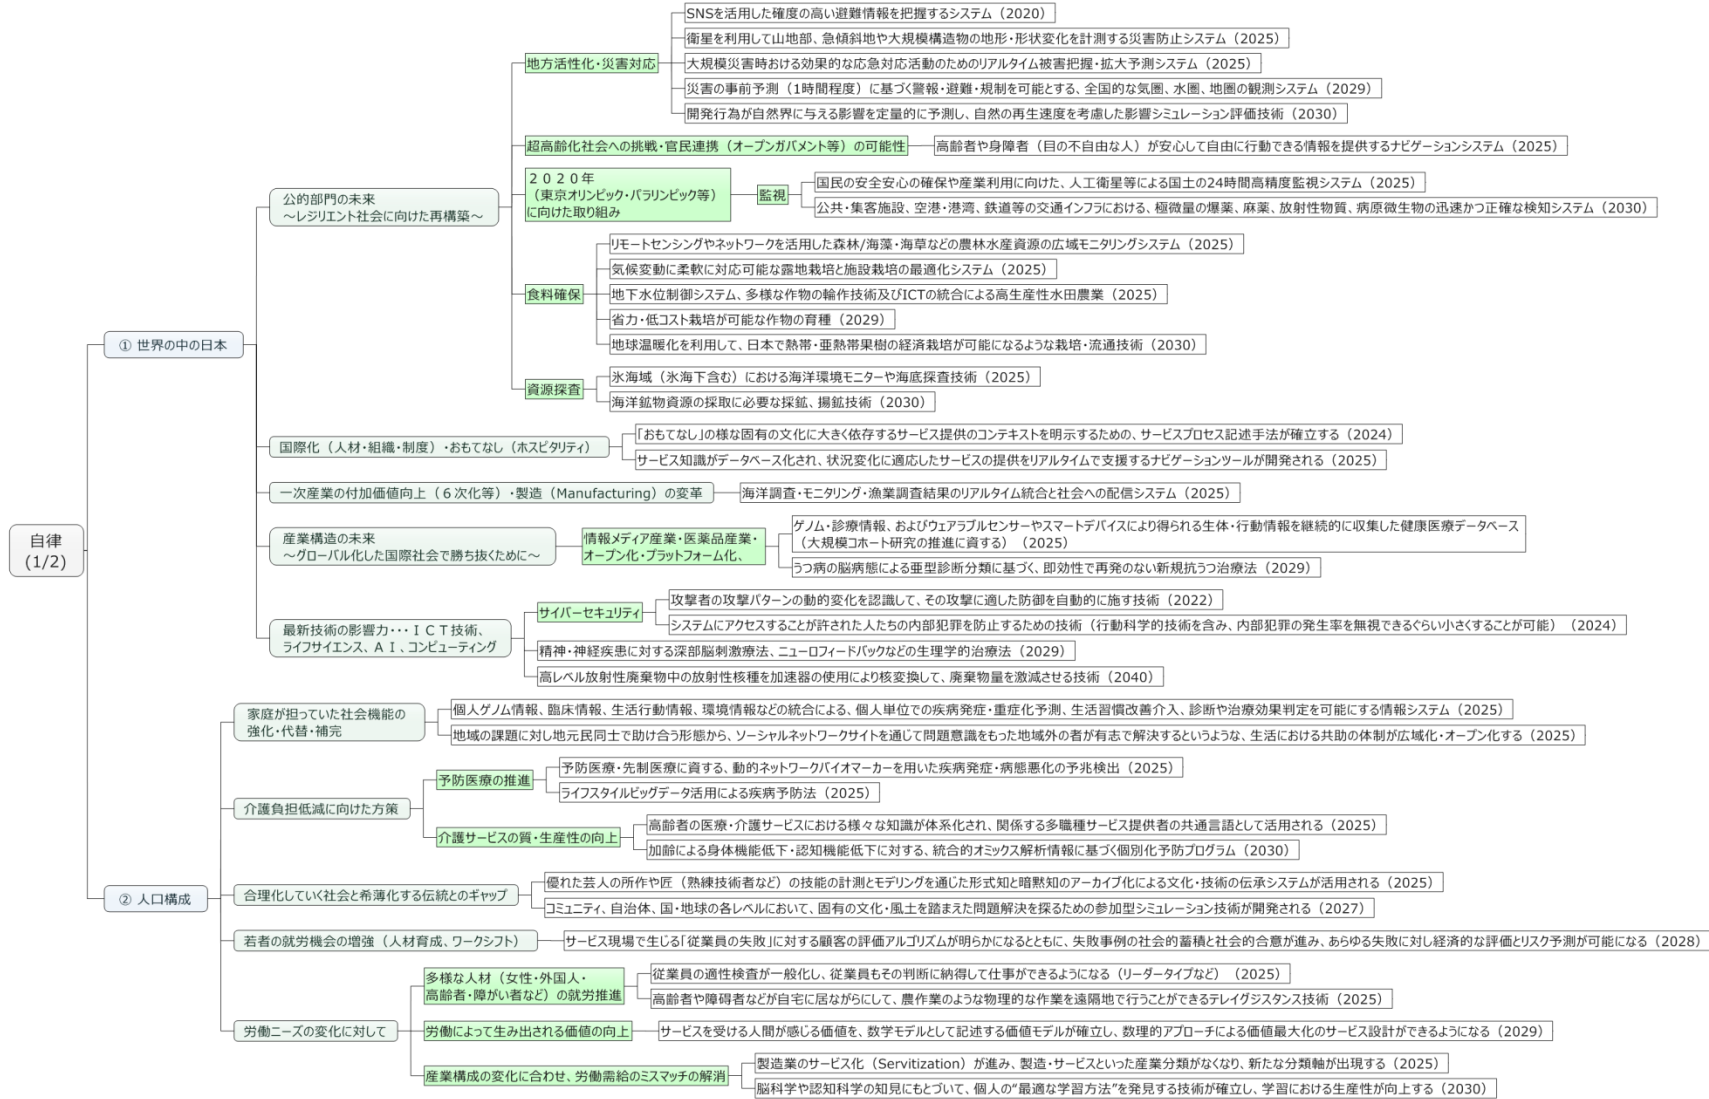 自律
(1/2)
① 世界の中の日本
公的部門の未来
～レジリエント社会に向けた再構築～
地方活性化・災害対応
SNSを活用した確度の高い避難情報を把握するシステム（2020）
衛星を利用して山地部、急傾斜地や大規模構造物の地形・形状変化を計測する災害防止システム（2025）
大規模災害時おける効果的な応急対応活動のためのリアルタイム被害把握・拡大予測システム（2025）
災害の事前予測（1時間程度）に基づく警報・避難・規制を可能とする、全国的な気圏、水圏、地圏の観測システム（2029）
開発行為が自然界に与える影響を定量的に予測し、自然の再生速度を考慮した影響シミュレーション評価技術（2030）
超高齢化社会への挑戦・官民連携（オープンガバメント等）の可能性
高齢者や身障者（目の不自由な人）が安心して自由に行動できる情報を提供するナビゲーションシステム（2025）
２０２０年
（東京オリンピック・パラリンピック等）
に向けた取り組み
監視
国民の安全安心の確保や産業利用に向けた、人工衛星等による国土の24時間高精度監視システム（2025）
公共・集客施設、空港・港湾、鉄道等の交通インフラにおける、極微量の爆薬、麻薬、放射性物質、病原微生物の迅速かつ正確な検知システム（2030）
食料確保
リモートセンシングやネットワークを活用した森林/海藻・海草などの農林水産資源の広域モニタリングシステム（2025）
気候変動に柔軟に対応可能な露地栽培と施設栽培の最適化システム（2025）
地下水位制御システム、多様な作物の輪作技術及びICTの統合による高生産性水田農業（2025）
省力・低コスト栽培が可能な作物の育種（2029）
地球温暖化を利用して、日本で熱帯・亜熱帯果樹の経済栽培が可能になるような栽培・流通技術（2030）
資源探査
氷海域（氷海下含む）における海洋環境モニターや海底探査技術（2025）
海洋鉱物資源の採取に必要な採鉱、揚鉱技術（2030）
国際化（人材・組織・制度）・おもてなし（ホスピタリティ）
「おもてなし」の様な固有の文化に大きく依存するサービス提供のコンテキストを明示するための、サービスプロセス記述手法が確立する（2024）
サービス知識がデータベース化され、状況変化に適応したサービスの提供をリアルタイムで支援するナビゲーションツールが開発される（2025）
一次産業の付加価値向上（６次化等）・製造（Manufacturing）の変革
海洋調査・モニタリング・漁業調査結果のリアルタイム統合と社会への配信システム（2025）
産業構造の未来
～グローバル化した国際社会で勝ち抜くために～
情報メディア産業・医薬品産業・
オープン化・プラットフォーム化、
ゲノム・診療情報、およびウェアラブルセンサーやスマートデバイスにより得られる生体・行動情報を継続的に収集した健康医療データベース
（大規模コホート研究の推進に資する）（2025）
うつ病の脳病態による亜型診断分類に基づく、即効性で再発のない新規抗うつ治療法（2029）
最新技術の影響力・・・ＩＣＴ技術、
ライフサイエンス、ＡＩ、コンピューティング
サイバーセキュリティ
攻撃者の攻撃パターンの動的変化を認識して、その攻撃に適した防御を自動的に施す技術（2022）
システムにアクセスすることが許された人たちの内部犯罪を防止するための技術（行動科学的技術を含み、内部犯罪の発生率を無視できるぐらい小さくすることが可能）（2024）
精神・神経疾患に対する深部脳刺激療法、ニューロフィードバックなどの生理学的治療法（2029）
高レベル放射性廃棄物中の放射性核種を加速器の使用により核変換して、廃棄物量を激減させる技術（2040）
② 人口構成
家庭が担っていた社会機能の
強化・代替・補完
個人ゲノム情報、臨床情報、生活行動情報、環境情報などの統合による、個人単位での疾病発症・重症化予測、生活習慣改善介入、診断や治療効果判定を可能にする情報システム（2025）
地域の課題に対し地元民同士で助け合う形態から、ソーシャルネットワークサイトを通じて問題意識をもった地域外の者が有志で解決するというような、生活における共助の体制が広域化・オープン化する（2025）
介護負担低減に向けた方策
予防医療の推進
予防医療・先制医療に資する、動的ネットワークバイオマーカーを用いた疾病発症・病態悪化の予兆検出（2025）
ライフスタイルビッグデータ活用による疾病予防法（2025）
介護サービスの質・生産性の向上
高齢者の医療・介護サービスにおける様々な知識が体系化され、関係する多職種サービス提供者の共通言語として活用される（2025）
加齢による身体機能低下・認知機能低下に対する、統合的オミックス解析情報に基づく個別化予防プログラム（2030）
合理化していく社会と希薄化する伝統とのギャップ
優れた芸人の所作や匠（熟練技術者など）の技能の計測とモデリングを通じた形式知と暗黙知のアーカイブ化による文化・技術の伝承システムが活用される（2025）
コミュニティ、自治体、国・地球の各レベルにおいて、固有の文化・風土を踏まえた問題解決を探るための参加型シミュレーション技術が開発される（2027）
若者の就労機会の増強（人材育成、ワークシフト）
サービス現場で生じる「従業員の失敗」に対する顧客の評価アルゴリズムが明らかになるとともに、失敗事例の社会的蓄積と社会的合意が進み、あらゆる失敗に対し経済的な評価とリスク予測が可能になる（2028）
労働ニーズの変化に対して
多様な人材（女性・外国人・
高齢者・障がい者など）の就労推進
従業員の適性検査が一般化し、従業員もその判断に納得して仕事ができるようになる（リーダータイプなど）（2025）
高齢者や障碍者などが自宅に居ながらにして、農作業のような物理的な作業を遠隔地で行うことができるテレイグジスタンス技術（2025）
労働によって生み出される価値の向上
サービスを受ける人間が感じる価値を、数学モデルとして記述する価値モデルが確立し、数理的アプローチによる価値最大化のサービス設計ができるようになる（2029）
産業構成の変化に合わせ、労働需給のミスマッチの解消
製造業のサービス化（Servitization）が進み、製造・サービスといった産業分類がなくなり、新たな分類軸が出現する（2025）
脳科学や認知科学の知見にもとづいて、個人の“最適な学習方法”を発見する技術が確立し、学習における生産性が向上する（2030）